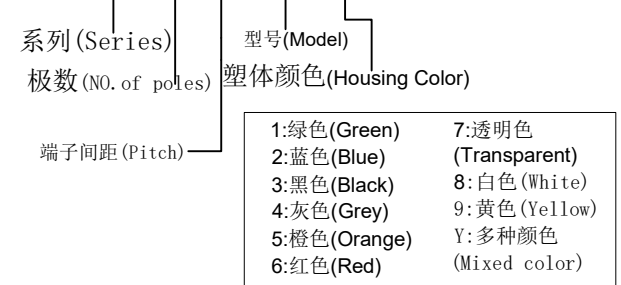 系列(Series)
型号(Model)
极数(NO.of poles)
塑体颜色(Housing Color)
端子间距(Pitch)
1:绿色(Green)
2:蓝色(Blue)
3:黑色(Black)
4:灰色(Grey)
5:橙色(Orange)
6:红色(Red)
7:透明色
(Transparent)
8:白色(White)
9:黄色(Yellow)
Y:多种颜色
(Mixed color)